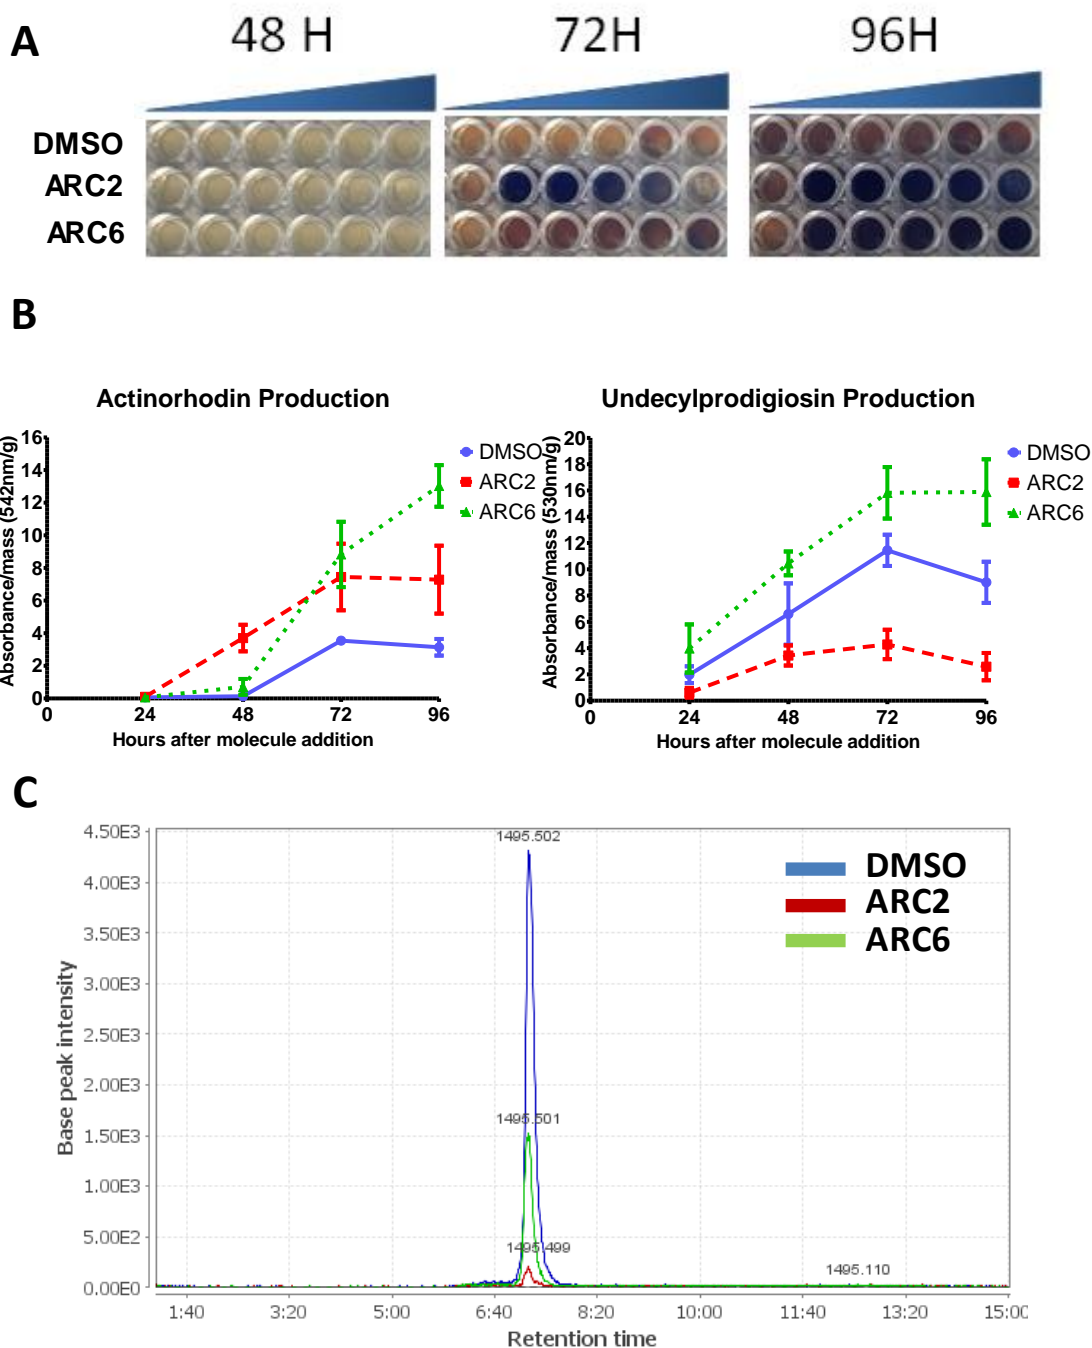 A
48 H
72H
96H
DMSO
ARC2
ARC6
B
Actinorhodin Production
Absorbance/mass (542nm/g)
16
14
12
10
8
6
4
2
0
0
24
48
72
96
Hours after molecule addition
DMSO
ARC2
ARC6
Undecylprodigiosin Production
Absorbance/mass (530nm/g)
20
18
16
14
12
10
8
6
4
2
0
0
24
48
72
96
Hours after molecule addition
DMSO
ARC2
ARC6
C
Base peak intensity
4.50E3
4.00E3
3.50E3
3.00E3
2.50E3
2.00E3
1.50E3
1.00E3
5.00E2
0.00E0
1495.502
1495.501
1495.499
1495.110
DMSO
ARC2
ARC6
1:40
3:20
5:00
6:40
8:20
10:00
11:40
13:20
15:00
Retention time